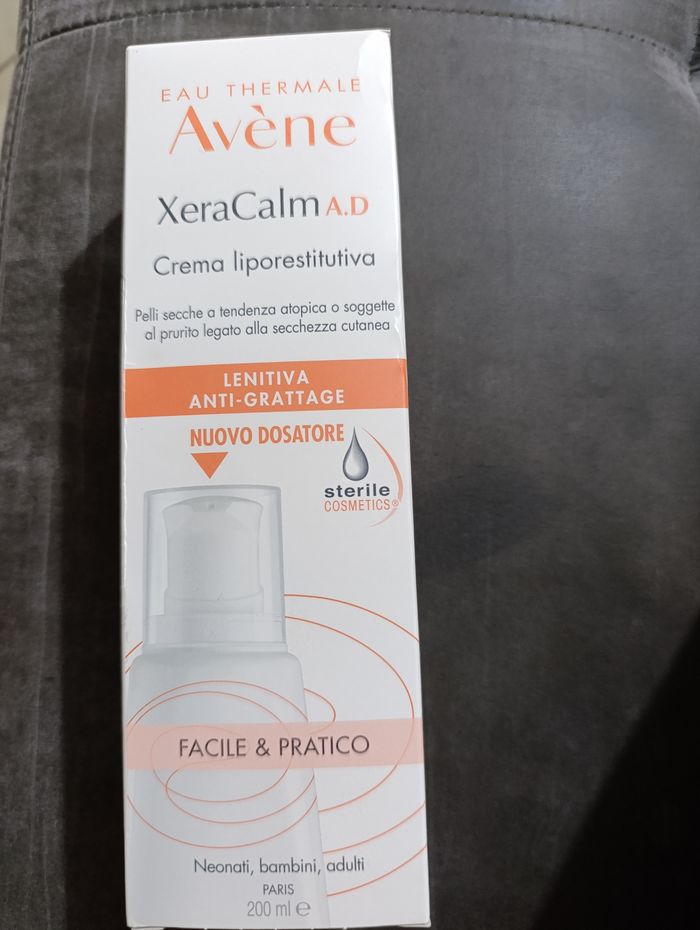 EAU THERMALE
Avène
XeraCalm A.D
Crema liporestitutiva
Pelli secche a tendenza atopica o soggette
al prurito legato alla secchezza cutanea
LENITIVA
ANTI-GRATTAGE
NUOVO DOSATORE
sterile
COSMETICS®
FACILE & PRATICO
Neonati, bambini, adulti
PARIS
200 ml ℮